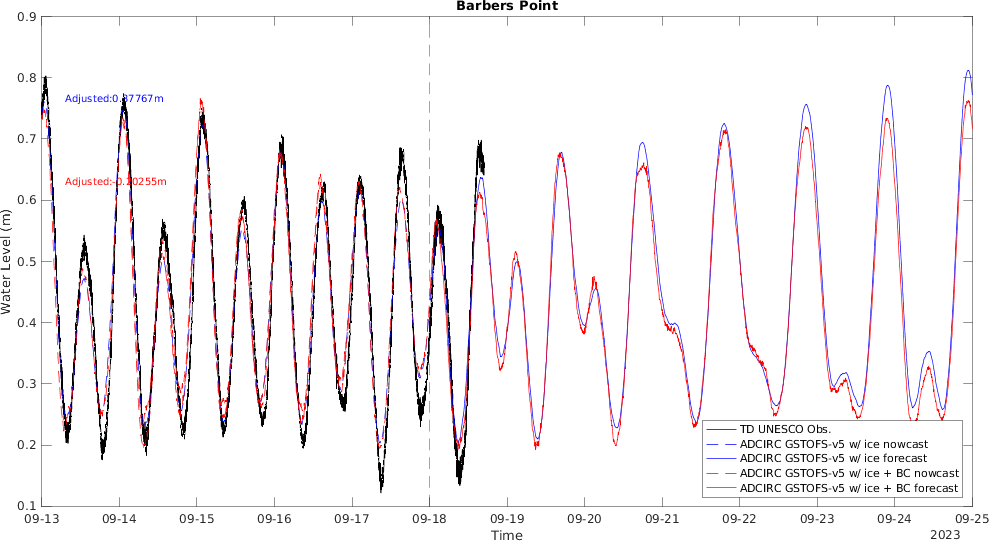 Barbers Point
0.9
0.8
0.7
0.6
0.5
0.4
0.3
0.2
0.1
Water Level (m)
Adjusted:0.37767m
Adjusted:-0.20255m
TD UNESCO Obs.
ADCIRC GSTOFS-v5 w/ ice nowcast
ADCIRC GSTOFS-v5 w/ ice forecast
ADCIRC GSTOFS-v5 w/ ice + BC nowcast
ADCIRC GSTOFS-v5 w/ ice + BC forecast
09-13 09-14 09-15 09-16 09-17 09-18 09-19 09-20 09-21 09-22 09-23 09-24 09-25
Time
2023